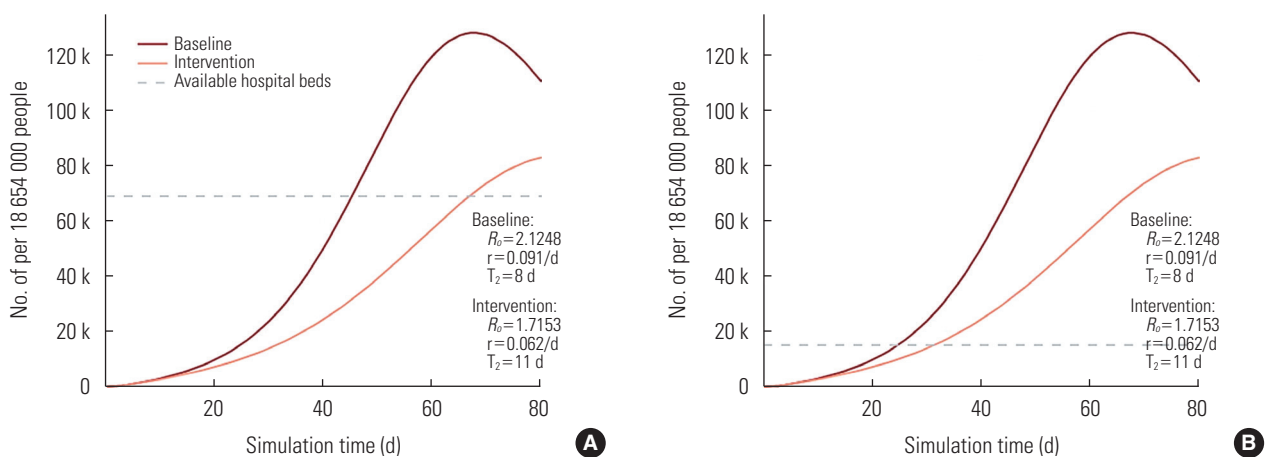 No. of per 18 654 000 people
120 k
100 k
80 k
60 k
40 k
20 k
0
Baseline
Intervention
Available hospital beds
Baseline:
R₀=2.1248
r=0.091/d
T₂=8 d
Intervention:
R₀=1.7153
r=0.062/d
T₂=11 d
20 40 60 80
Simulation time (d)
A
No. of per 18 654 000 people
120 k
100 k
80 k
60 k
40 k
20 k
0
Baseline:
R₀=2.1248
r=0.091/d
T₂=8 d
Intervention:
R₀=1.7153
r=0.062/d
T₂=11 d
20 40 60 80
Simulation time (d)
B